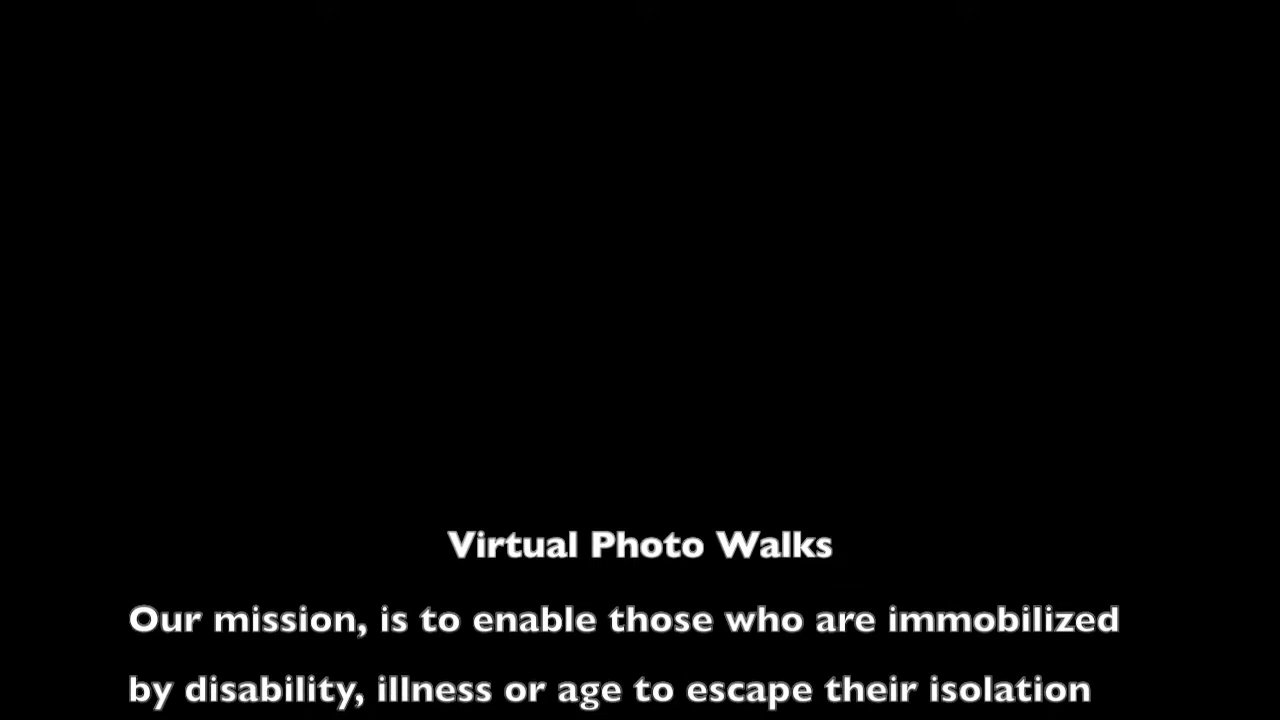 Virtual Photo Walks
Our mission, is to enable those who are immobilized
by disability, illness or age to escape their isolation